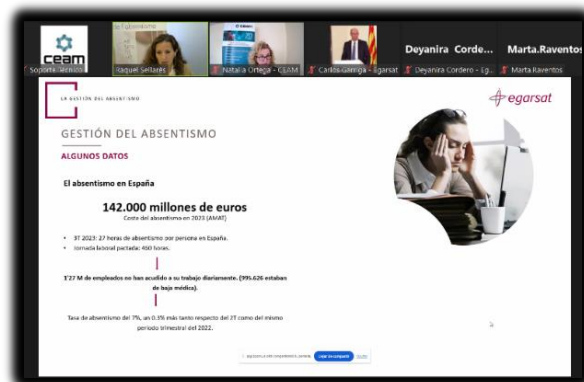 ceam
Soporte Técnico
Raquel Sellarés
Natalia Ortega - CEAM
Carlos Garriga - Egarsat
Deyanira Corde...
Deyanira Cordero - Eg...
Marta.Raventos
Marta Raventos
LA GESTIÓN DEL ABSENTISMO
egarsat
GESTIÓN DEL ABSENTISMO
ALGUNOS DATOS
El absentismo en España
142.000 millones de euros
Coste del absentismo en 2023 (AMAT)
• 3T 2023: 27 horas de absentismo por persona en España.
• Jornada laboral pactada: 460 horas.
1'27 M de empleados no han acudido a su trabajo diariamente. (995.626 estaban
de baja médica).
Tasa de absentismo del 7%, un 0.3% más tanto respecto del 2T como del mismo
periodo trimestral del 2022.